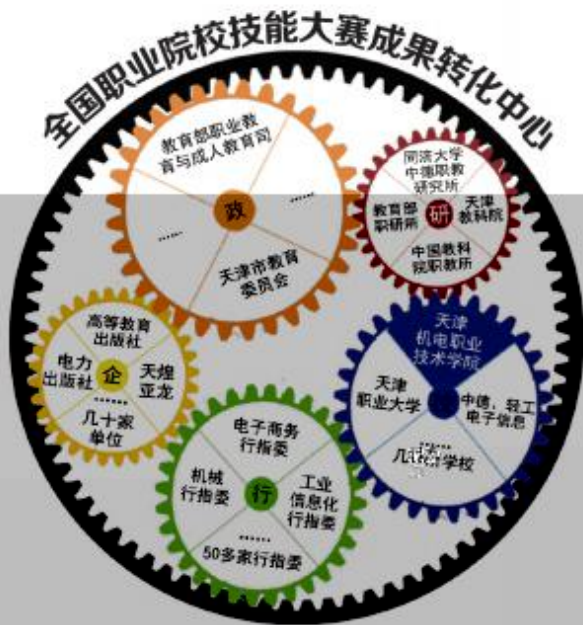 全国职业院校技能大赛成果转化中心
教育部职业教
育与成人教育司
……
……
政
天津市教育
委员会
同济大学
中德职教
研究所
教育部
职研所
研
天津
教科院
中国教科
院职教所
高等教育
出版社
电力
出版社
企
天煌
亚龙
……
几十家
单位
天津
机电职业
技术学院
天津
职业大学
中德，轻工
电子信息
……
学校
电子商务
行指委
机械
行指委
行
工业
信息化
行指委
……
50多家行指委